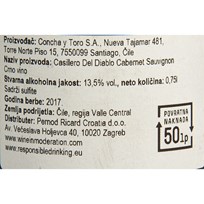 Proizvođač: Concha y Toro S.A., Nueva Tajamar 481,
Torre Norte Piso 15, 7550099 Santiago, Čile
Naziv proizvoda: Casillero Del Diablo Cabernet Sauvignon
Crno vino
Stvarna alkoholna jakost: 13,5% vol., neto količina: 0,75l
Sadrži sulfite
Godina berbe: 2017.
Zemlja podrijetla: Čile, regija Valle Central
Distributer: Pernod Ricard Croatia d.o.o.
Av. Većeslava Holjevca 40, 10020 Zagreb
www.wineinmoderation.com
www.responsibledrinking.eu
POVRATNA
NAKNADA
50lp